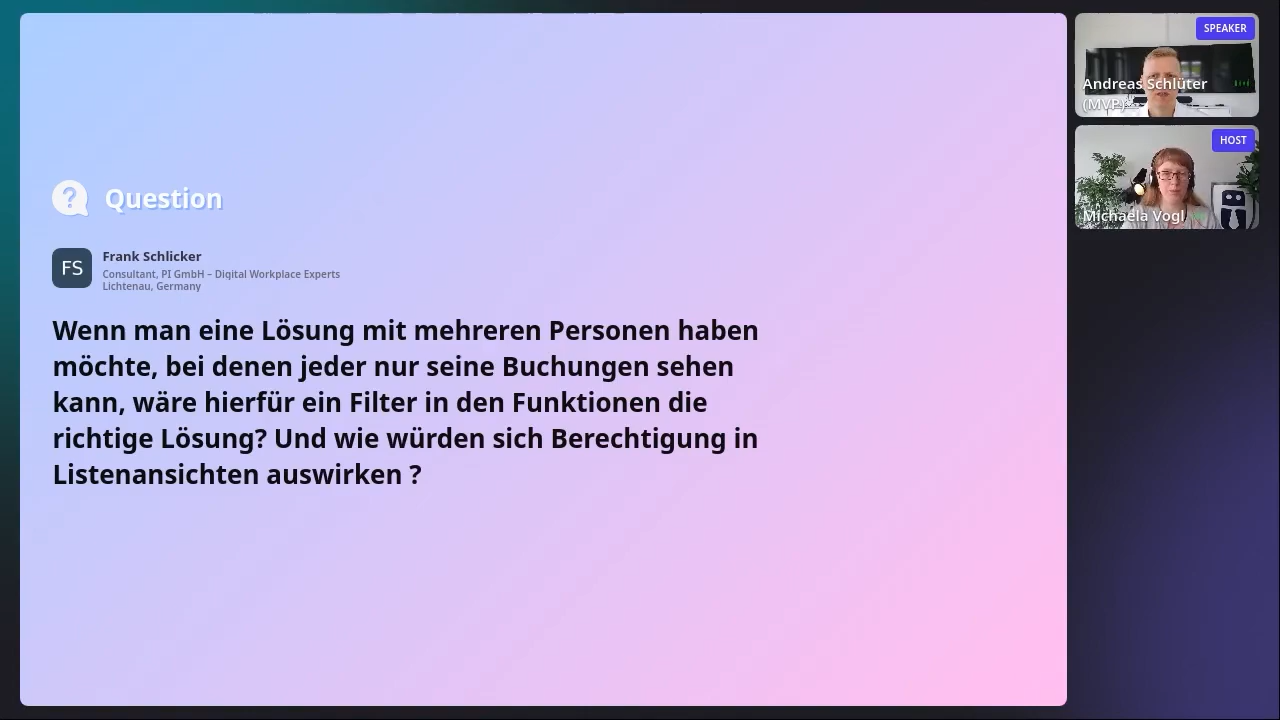 Question
FS
Frank Schlicker
Consultant, PI GmbH – Digital Workplace Experts
Lichtenau, Germany
Wenn man eine Lösung mit mehreren Personen haben
möchte, bei denen jeder nur seine Buchungen sehen
kann, wäre hierfür ein Filter in den Funktionen die
richtige Lösung? Und wie würden sich Berechtigung in
Listenansichten auswirken ?
SPEAKER
Andreas Schlüter
(MVP)
HOST
Michaela Vogl